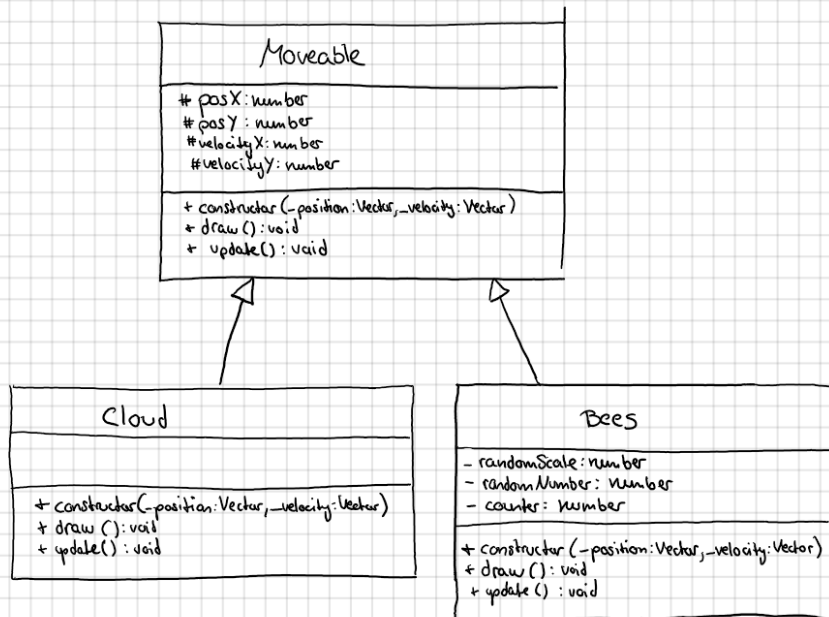 Moveable
# posX: number
# posY: number
#velocityX: number
#velocityY: number
+ constructor (_position: Vector, _velocity: Vector)
+ draw(): void
+ update(): void
Cloud
+ constructor(_position: Vector, _velocity: Vector)
+ draw(): void
+ update(): void
Bees
- randomScale: number
- randomNumber: number
- counter: number
+ constructor (_position: Vector, _velocity: Vector)
+ draw(): void
+ update(): void